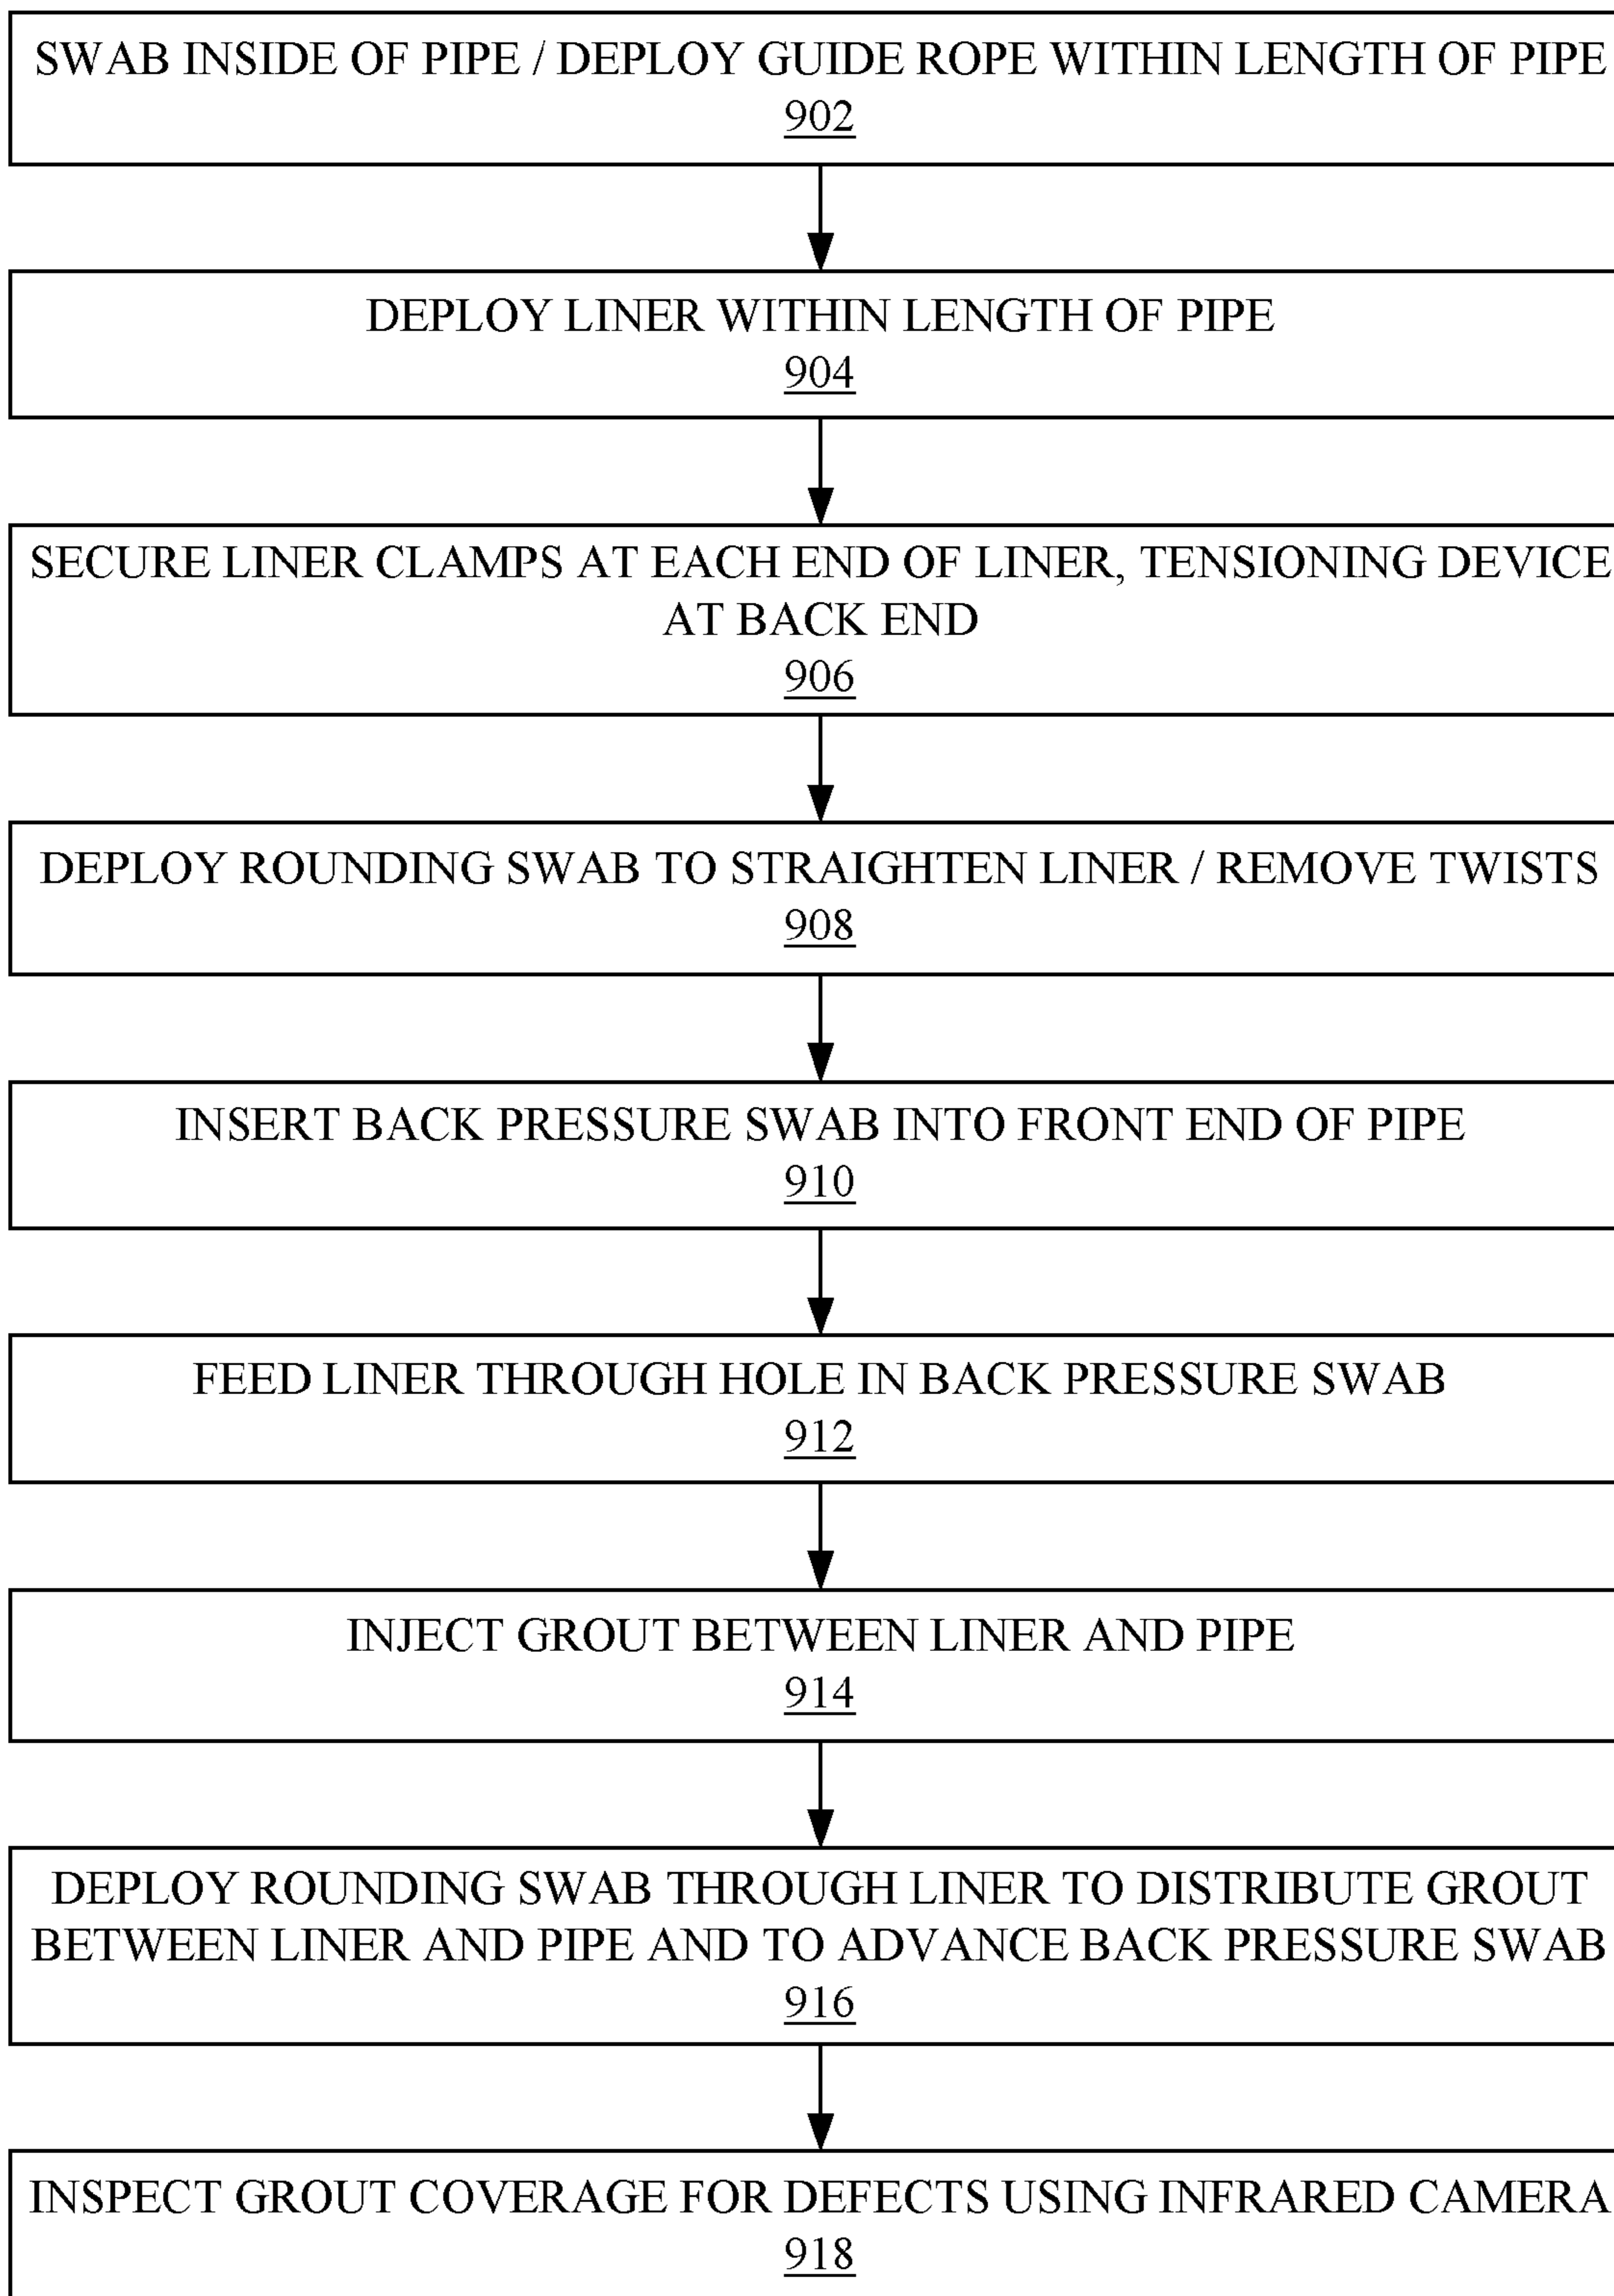 SWAB INSIDE OF PIPE / DEPLOY GUIDE ROPE WITHIN LENGTH OF PIPE
902
DEPLOY LINER WITHIN LENGTH OF PIPE
904
SECURE LINER CLAMPS AT EACH END OF LINER, TENSIONING DEVICE
AT BACK END
906
DEPLOY ROUNDING SWAB TO STRAIGHTEN LINER / REMOVE TWISTS
908
INSERT BACK PRESSURE SWAB INTO FRONT END OF PIPE
910
FEED LINER THROUGH HOLE IN BACK PRESSURE SWAB
912
INJECT GROUT BETWEEN LINER AND PIPE
914
DEPLOY ROUNDING SWAB THROUGH LINER TO DISTRIBUTE GROUT
BETWEEN LINER AND PIPE AND TO ADVANCE BACK PRESSURE SWAB
916
INSPECT GROUT COVERAGE FOR DEFECTS USING INFRARED CAMERA
918